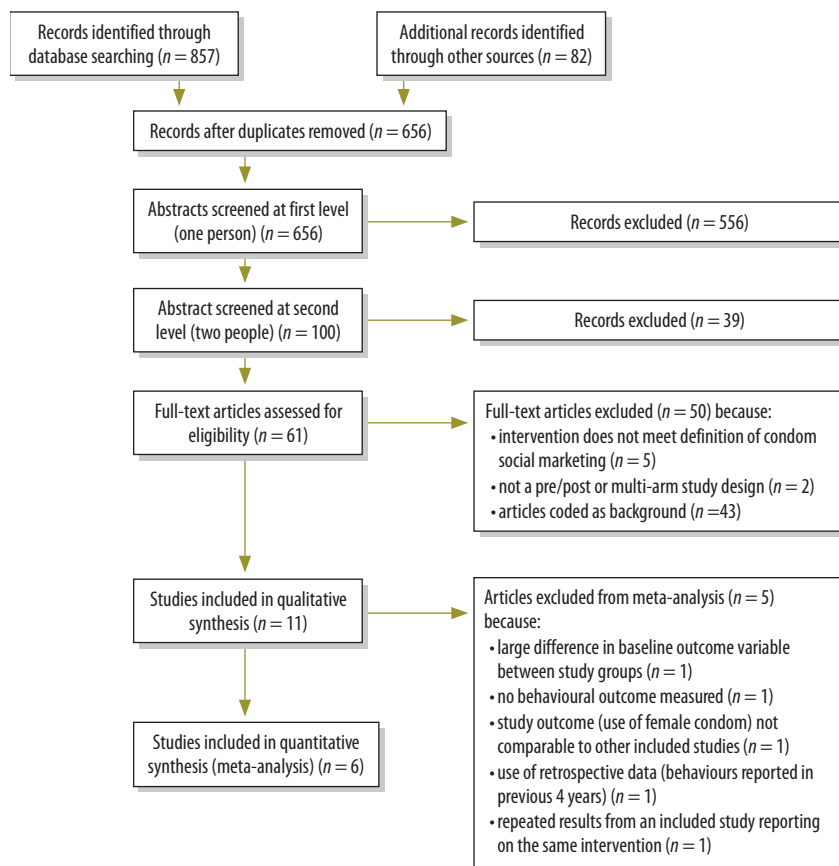 Records identified through
database searching (n = 857)
Additional records identified
through other sources (n = 82)
Records after duplicates removed (n = 656)
Abstracts screened at first level
(one person) (n = 656)
Records excluded (n = 556)
Abstract screened at second
level (two people) (n = 100)
Records excluded (n = 39)
Full-text articles assessed for
eligibility (n = 61)
Full-text articles excluded (n = 50) because:
• intervention does not meet definition of condom
social marketing (n = 5)
• not a pre/post or multi-arm study design (n = 2)
• articles coded as background (n =43)
Studies included in qualitative
synthesis (n = 11)
Articles excluded from meta-analysis (n = 5)
because:
• large difference in baseline outcome variable
between study groups (n = 1)
• no behavioural outcome measured (n = 1)
• study outcome (use of female condom) not
comparable to other included studies (n = 1)
• use of retrospective data (behaviours reported in
previous 4 years) (n = 1)
• repeated results from an included study reporting
on the same intervention (n = 1)
Studies included in quantitative
synthesis (meta-analysis) (n = 6)